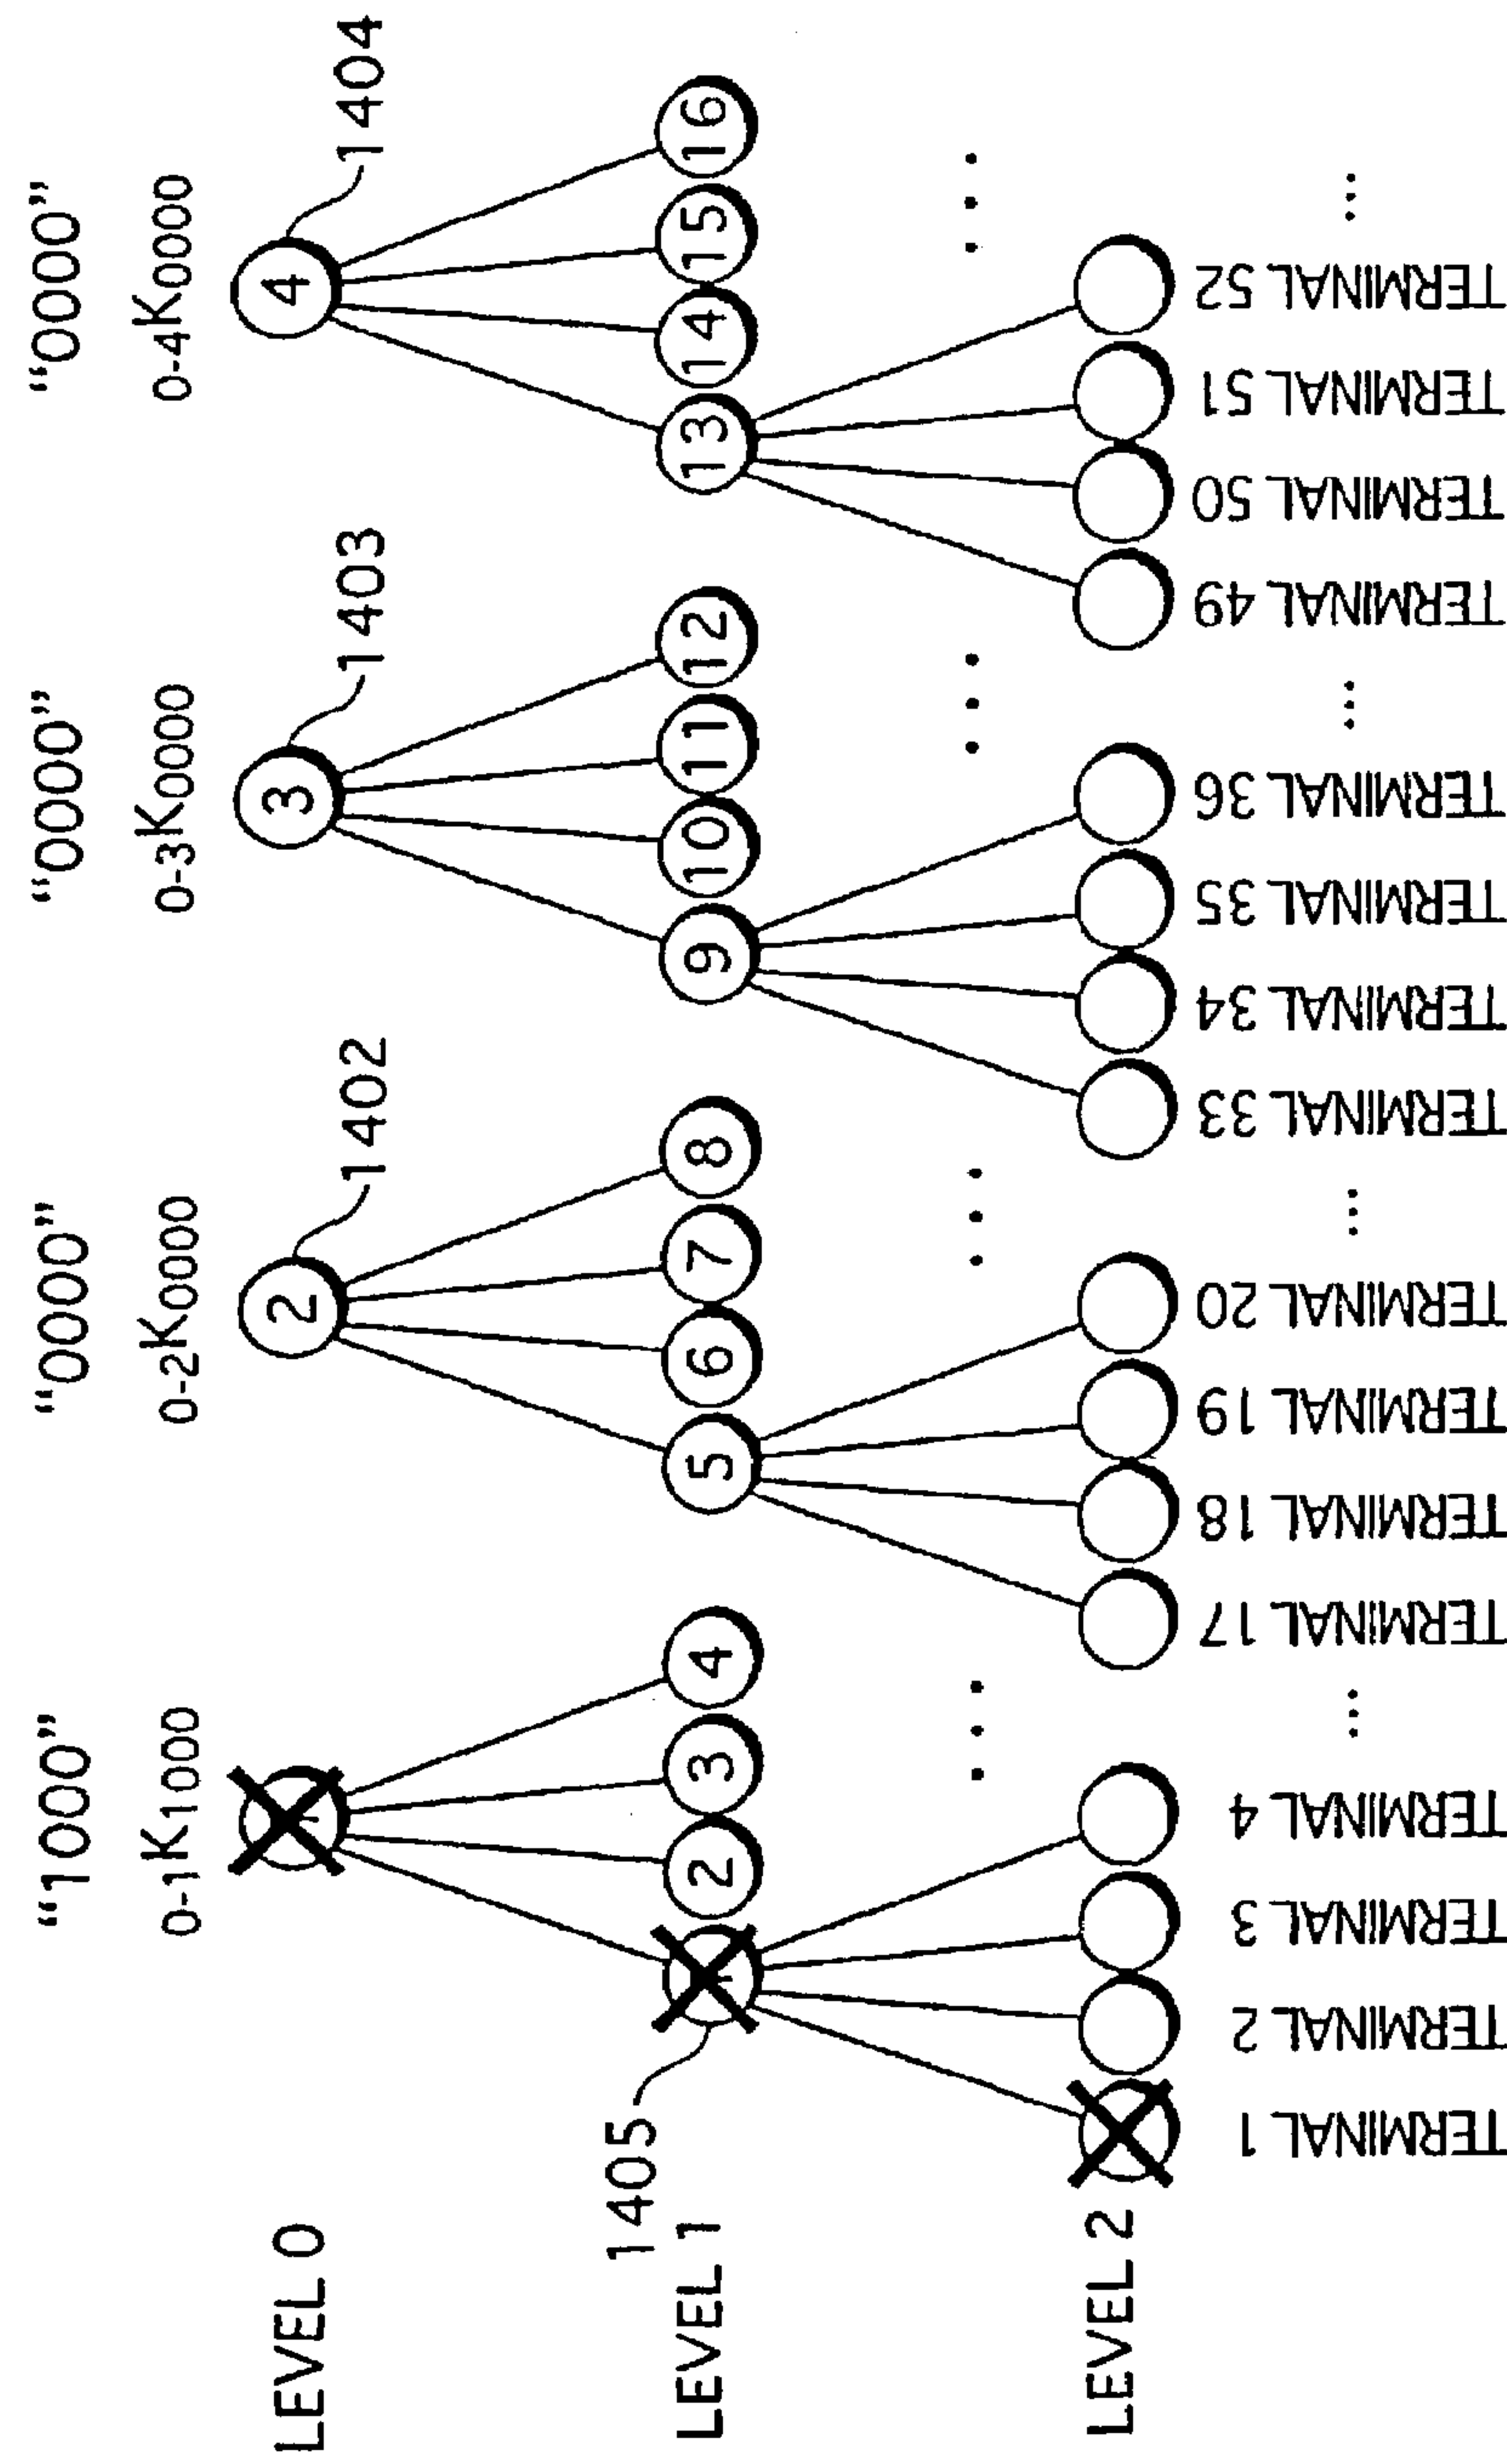 "1000" "0000" "0000" "0000"
0-1K1000 0-2K0000 0-3K0000 0-4K0000
LEVEL 0 2 3 4
1402 1403 1404
1405
LEVEL 1 2 3 4 5 6 7 8 9 10 11 12 13 14 15 16
... ... ... ...
LEVEL 2
TERMINAL 1
TERMINAL 2
TERMINAL 3
TERMINAL 4
...
TERMINAL 17
TERMINAL 18
TERMINAL 19
TERMINAL 20
...
TERMINAL 33
TERMINAL 34
TERMINAL 35
TERMINAL 36
...
TERMINAL 49
TERMINAL 50
TERMINAL 51
TERMINAL 52
...